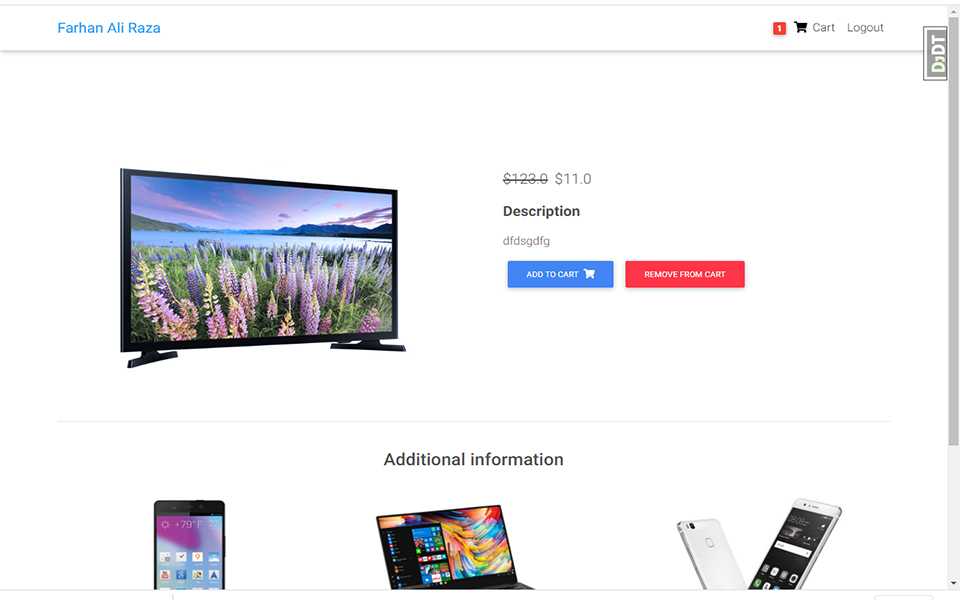 Farhan Ali Raza
1 Cart Logout
DJDT
$123.0 $11.0
Description
dfdsgdfg
ADD TO CART REMOVE FROM CART
Additional information
+79°F